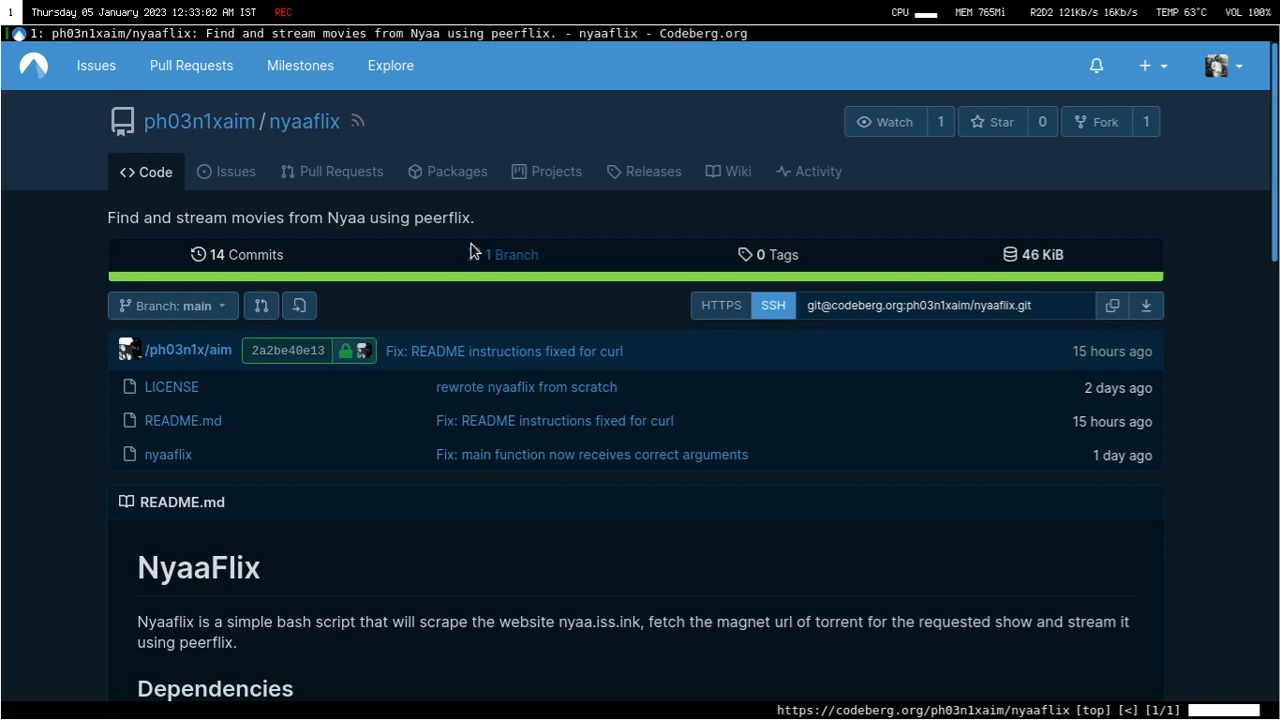 1 Thursday 05 January 2023 12:33:02 AM IST REC CPU MEM 765Mi R2D2 121Kb/s 16Kb/s TEMP 63°C VOL 100%
1: ph03n1xaim/nyaaflix: Find and stream movies from Nyaa using peerflix. - nyaaflix - Codeberg.org
Issues Pull Requests Milestones Explore
ph03n1xaim/nyaaflix Watch 1 Star 0 Fork 1
Code Issues Pull Requests Packages Projects Releases Wiki Activity
Find and stream movies from Nyaa using peerflix.
14 Commits 1 Branch 0 Tags 46 KiB
Branch: main HTTPS SSH git@codeberg.org:ph03n1xaim/nyaaflix.git
/ph03n1x/aim 2a2be40e13 Fix: README instructions fixed for curl 15 hours ago
LICENSE rewrote nyaaflix from scratch 2 days ago
README.md Fix: README instructions fixed for curl 15 hours ago
nyaaflix Fix: main function now receives correct arguments 1 day ago
README.md
NyaaFlix
Nyaaflix is a simple bash script that will scrape the website nyaa.iss.ink, fetch the magnet url of torrent for the requested show and stream it
using peerflix.
Dependencies
https://codeberg.org/ph03n1xaim/nyaaflix [top] [<] [1/1]